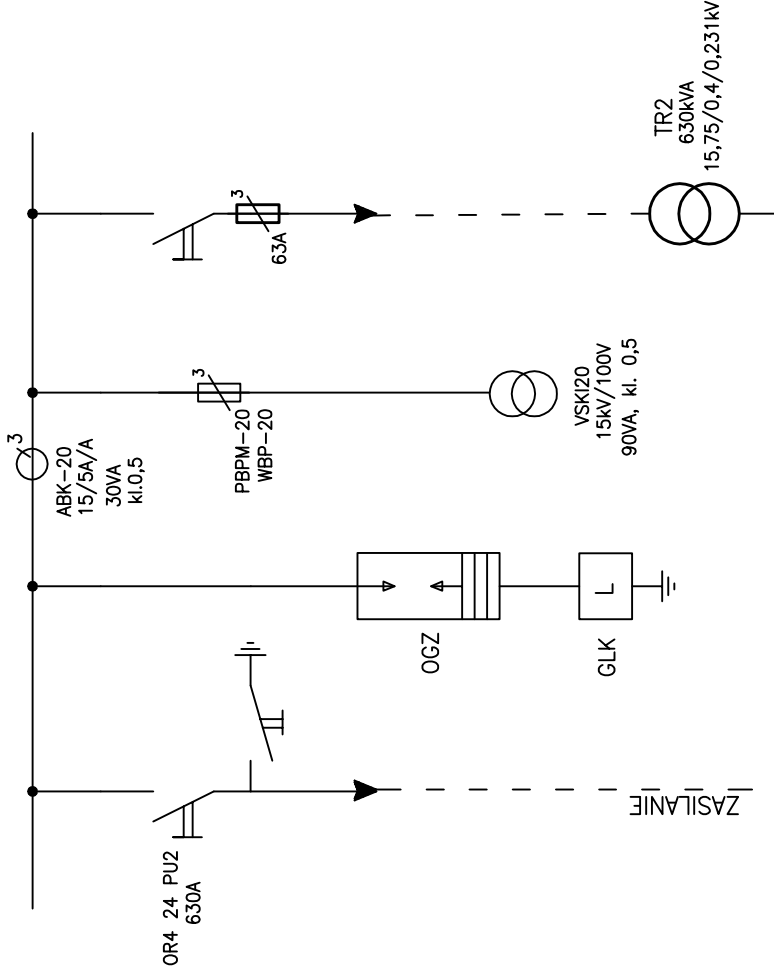 OR4 24 PU2
630A
ZASILANIE
OGZ
L
GLK
3
ABK-20
15/5A/A
30VA
kl.0,5
3
PBPM-20
WBP-20
VSKI20
15kV/100V
90VA, kl. 0,5
3
63A
TR2
630kVA
15,75/0,4/0,231kV